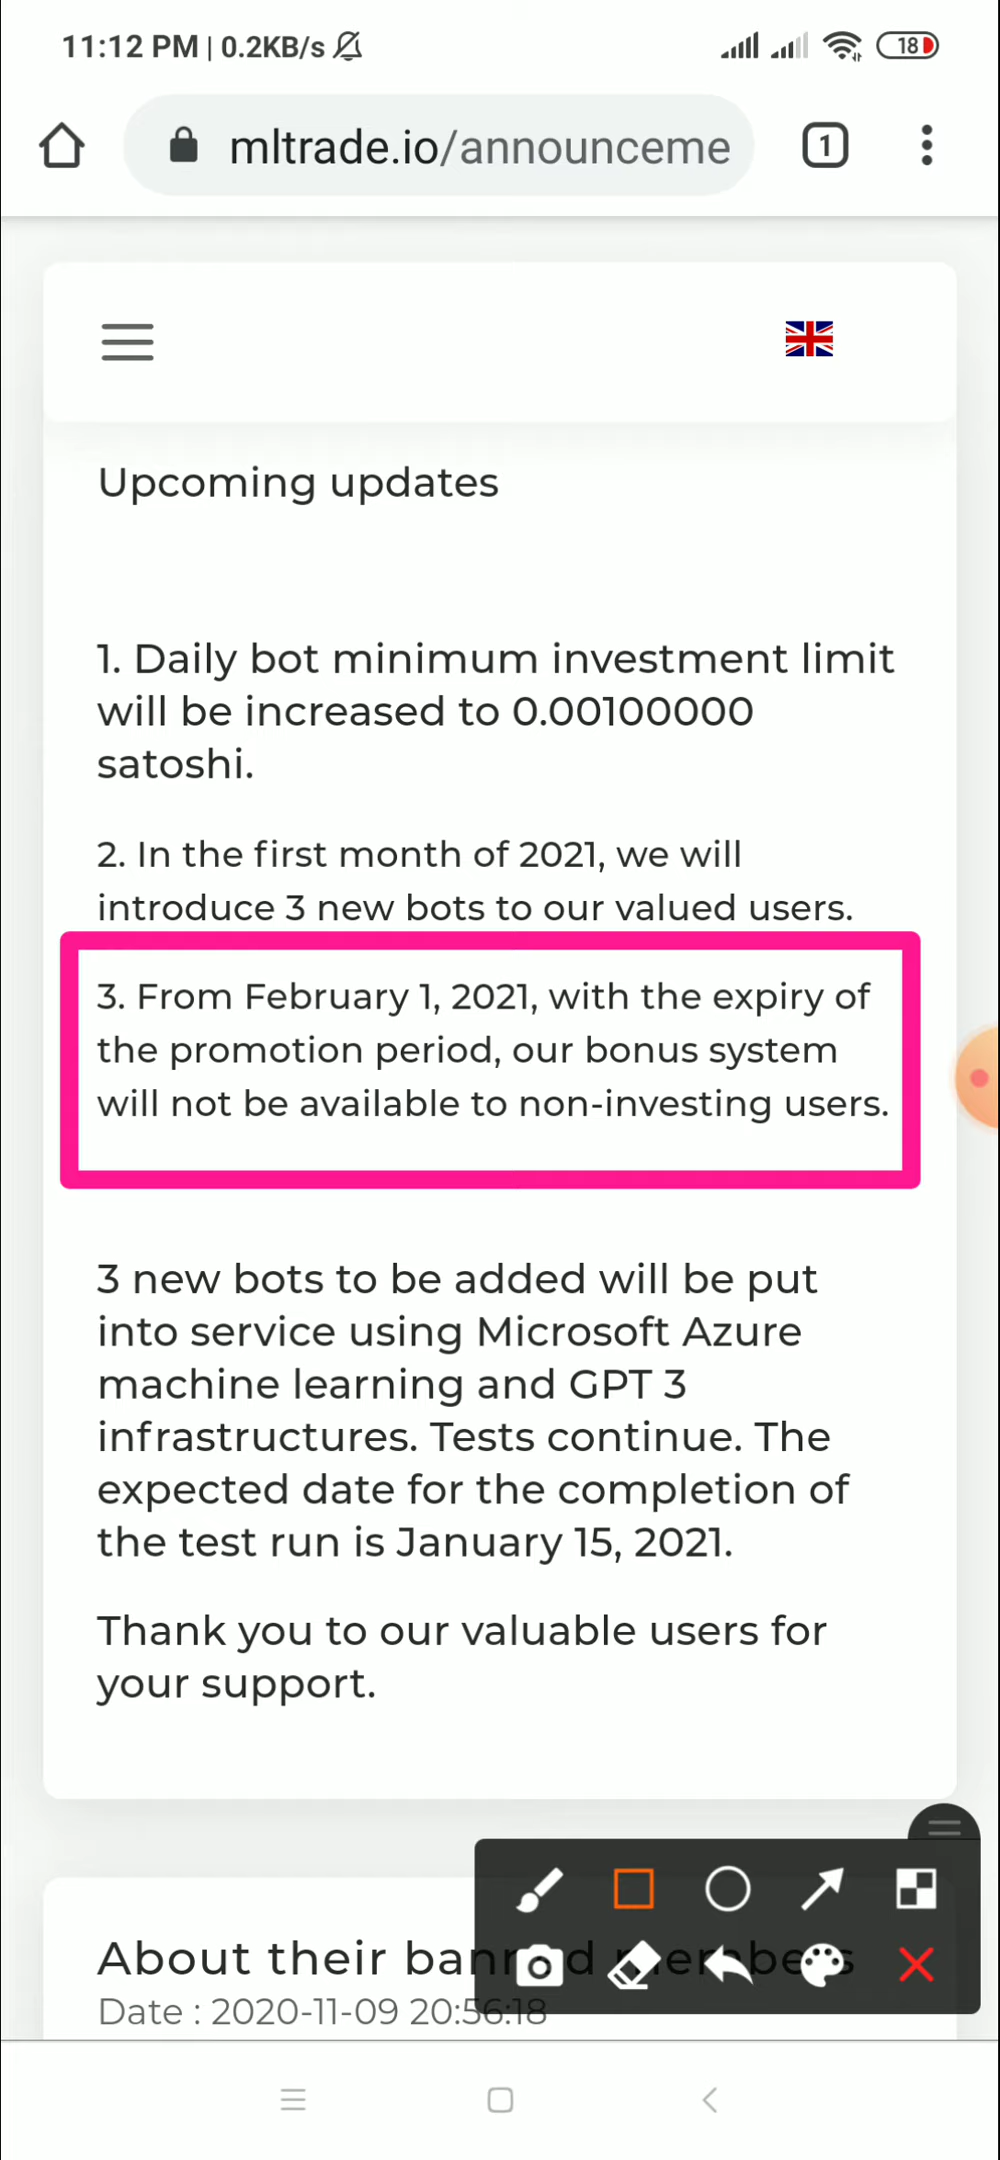 11:12 PM | 0.2KB/s
18
mltrade.io/announceme
1
Upcoming updates
1. Daily bot minimum investment limit
will be increased to 0.00100000
satoshi.
2. In the first month of 2021, we will
introduce 3 new bots to our valued users.
3. From February 1, 2021, with the expiry of
the promotion period, our bonus system
will not be available to non-investing users.
3 new bots to be added will be put
into service using Microsoft Azure
machine learning and GPT 3
infrastructures. Tests continue. The
expected date for the completion of
the test run is January 15, 2021.
Thank you to our valuable users for
your support.
About their banned members
Date : 2020-11-09 20:56:18